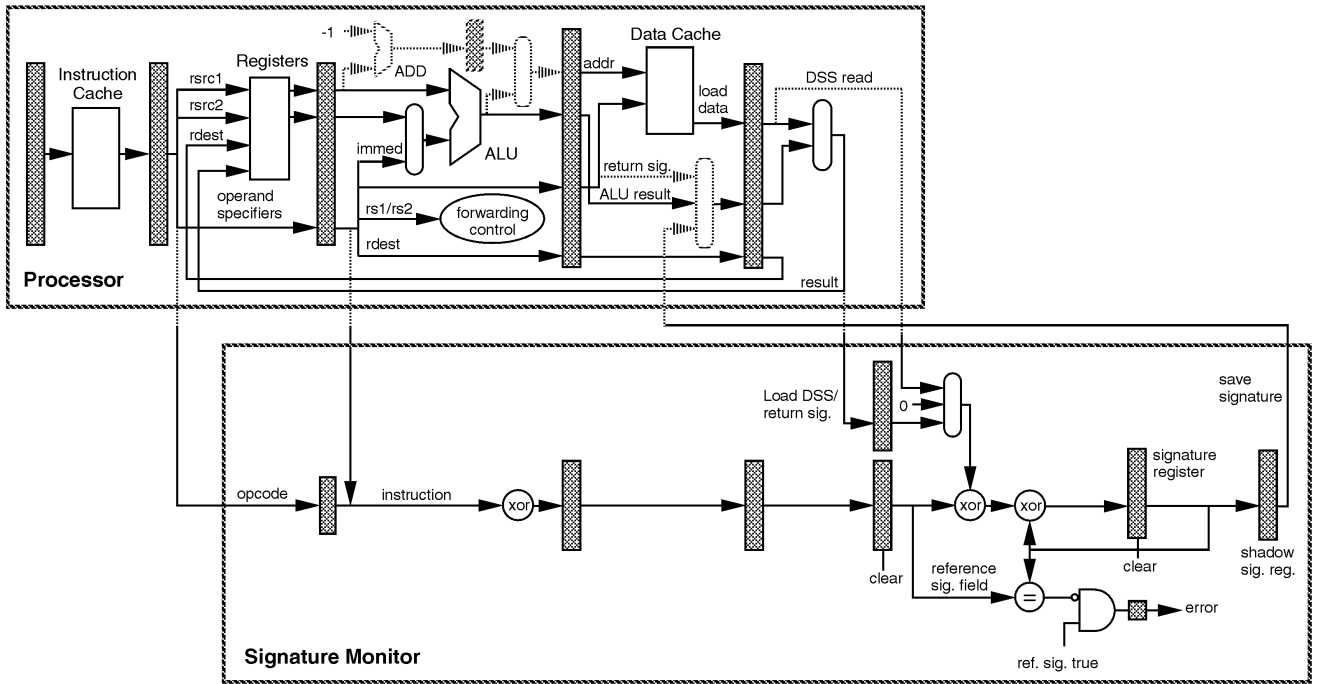 Instruction
Cache
rsrc1
rsrc2
rdest
Registers
operand
specifiers
-1
ADD
immed
ALU
rs1/rs2
forwarding
control
rdest
Data Cache
addr
load
data
return sig.
ALU result
DSS read
result
Processor
Load DSS/
return sig.
0
save
signature
opcode
instruction
xor
xor
xor
signature
register
clear
clear
shadow
sig. reg.
reference
sig. field
=
error
ref. sig. true
Signature Monitor